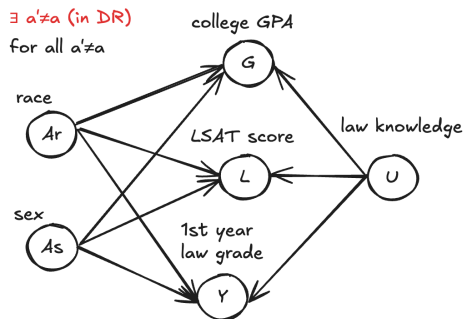 ∃ a'≠a (in DR)
for all a'≠a
college GPA
G
race
Ar
LSAT score
L
law knowledge
U
sex
As
1st year
law grade
Y